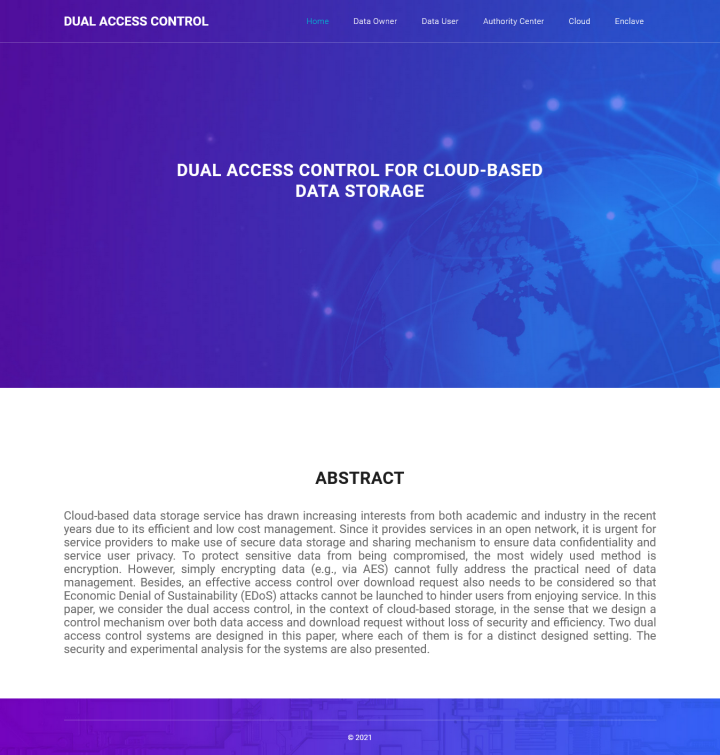 DUAL ACCESS CONTROL
Home Data Owner Data User Authority Center Cloud Enclave
DUAL ACCESS CONTROL FOR CLOUD-BASED
DATA STORAGE
ABSTRACT
Cloud-based data storage service has drawn increasing interests from both academic and industry in the recent
years due to its efficient and low cost management. Since it provides services in an open network, it is urgent for
service providers to make use of secure data storage and sharing mechanism to ensure data confidentiality and
service user privacy. To protect sensitive data from being compromised, the most widely used method is
encryption. However, simply encrypting data (e.g., via AES) cannot fully address the practical need of data
management. Besides, an effective access control over download request also needs to be considered so that
Economic Denial of Sustainability (EDoS) attacks cannot be launched to hinder users from enjoying service. In this
paper, we consider the dual access control, in the context of cloud-based storage, in the sense that we design a
control mechanism over both data access and download request without loss of security and efficiency. Two dual
access control systems are designed in this paper, where each of them is for a distinct designed setting. The
security and experimental analysis for the systems are also presented.
© 2021